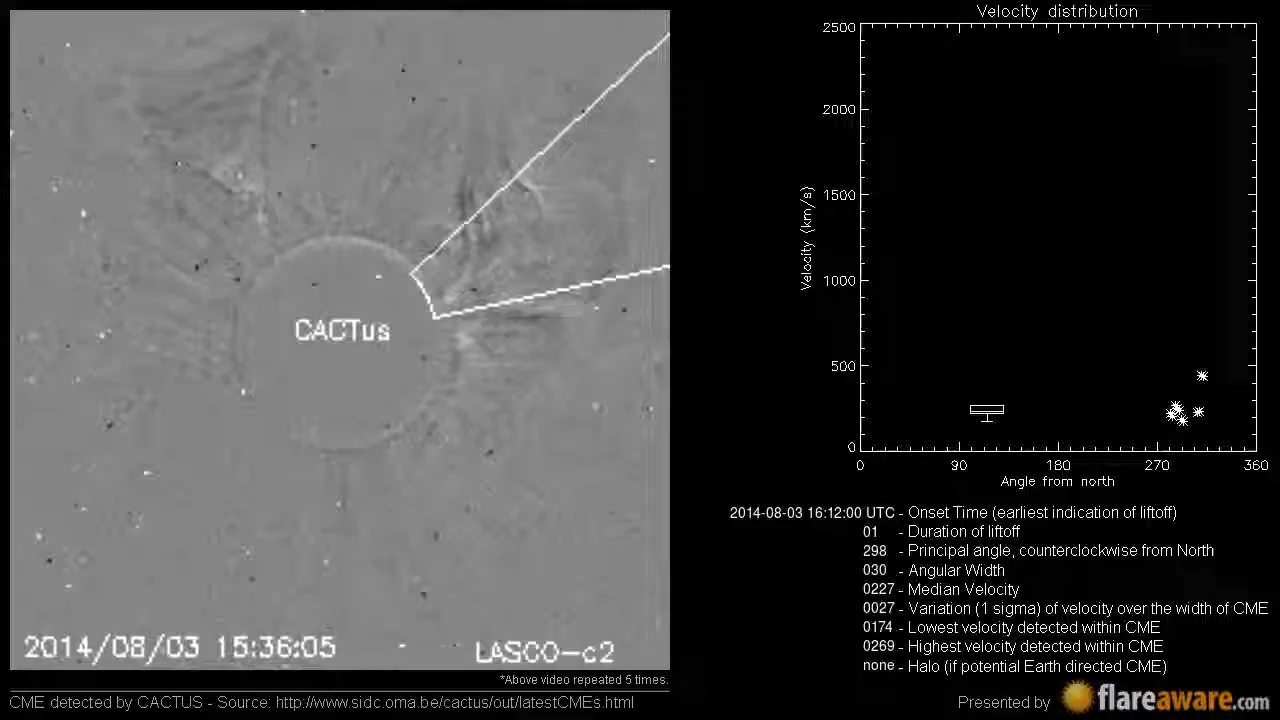 CACTus
2014/08/03 15:36:05
LASCO-c2
*Above video repeated 5 times.
CME detected by CACTUS - Source: http://www.sidc.oma.be/cactus/out/latestCMEs.html
Velocity distribution
Velocity (km/s)
2500
2000
1500
1000
500
0
0 90 180 270 360
Angle from north
2014-08-03 16:12:00 UTC - Onset Time (earliest indication of liftoff)
01 - Duration of liftoff
298 - Principal angle, counterclockwise from North
030 - Angular Width
0227 - Median Velocity
0027 - Variation (1 sigma) of velocity over the width of CME
0174 - Lowest velocity detected within CME
0269 - Highest velocity detected within CME
none - Halo (if potential Earth directed CME)
Presented by flareaware.com